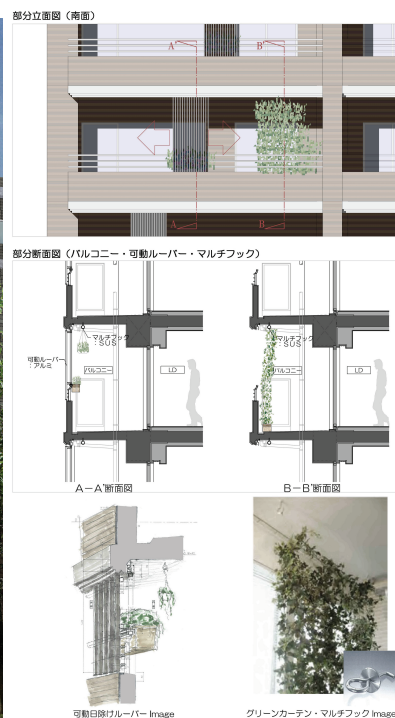 部分立面図（南面）
A'
B'
A
B
部分断面図（バルコニー・可動ルーバー・マルチフック）
マルチフック
：SUS
可動ルーバー
：アルミ
バルコニー
LD
A－A'断面図
マルチフック
：SUS
バルコニー
LD
B－B'断面図
可動日除けルーバー Image
グリーンカーテン・マルチフック Image